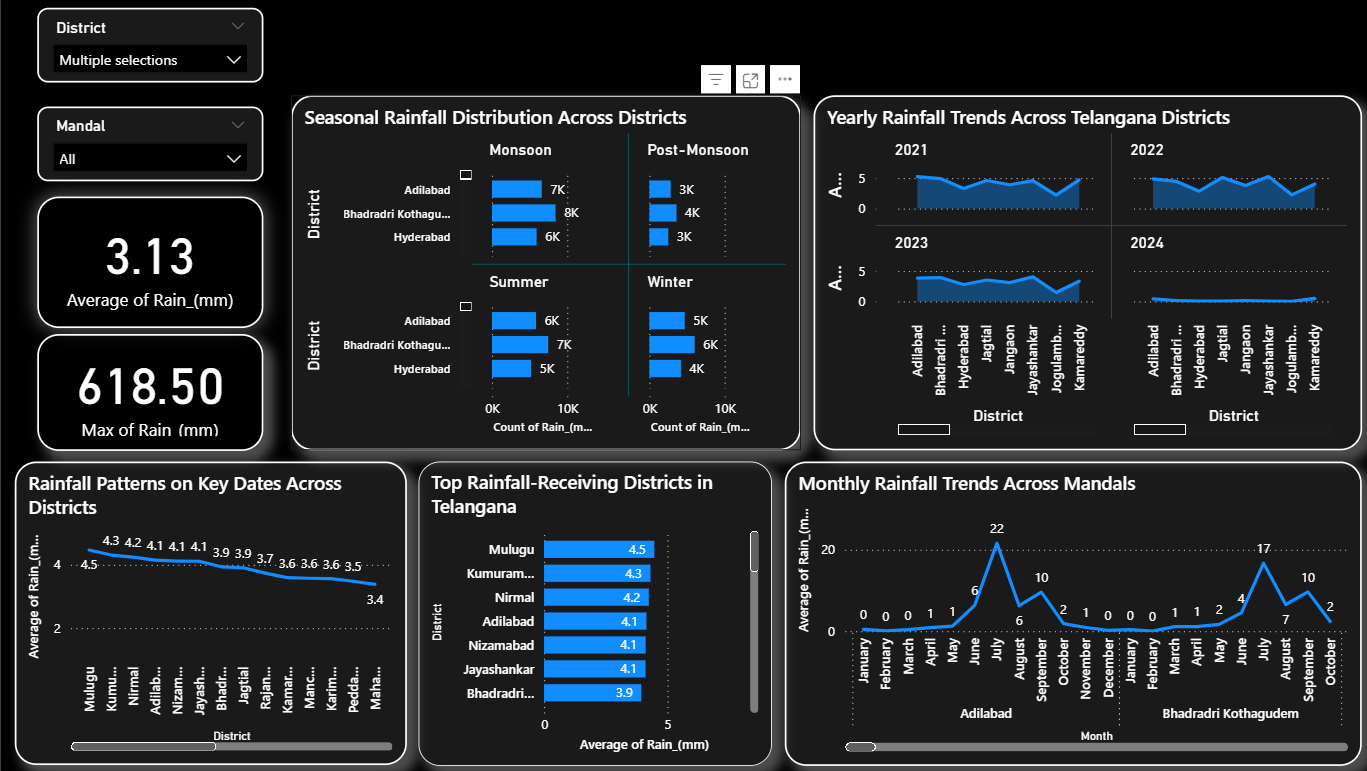 District
Multiple selections
Mandal
All
3.13
Average of Rain_(mm)
618.50
Max of Rain_(mm)
Seasonal Rainfall Distribution Across Districts
Monsoon
Post-Monsoon
District
Adilabad
7K
3K
Bhadradri Kothagu...
8K
4K
Hyderabad
6K
3K
Summer
Winter
District
Adilabad
6K
5K
Bhadradri Kothagu...
7K
6K
Hyderabad
5K
4K
0K 10K
0K 10K
Count of Rain_(m...
Count of Rain_(m...
Yearly Rainfall Trends Across Telangana Districts
2021
2022
A...
5
0
2023
2024
A...
5
0
Adilabad
Bhadradri ...
Hyderabad
Jagtial
Jangaon
Jayashankar
Jogulamb...
Kamareddy
Adilabad
Bhadradri ...
Hyderabad
Jagtial
Jangaon
Jayashankar
Jogulamb...
Kamareddy
District
District
Rainfall Patterns on Key Dates Across
Districts
Average of Rain_(m...
4
2
4.5
4.3
4.2
4.1
4.1
4.1
3.9
3.9
3.7
3.6
3.6
3.6
3.5
3.4
Mulugu
Kumu...
Nirmal
Adilab...
Nizam...
Jayash...
Bhadr...
Jagtial
Rajan...
Kamar...
Manc...
Karim...
Pedda...
Maha...
District
Top Rainfall-Receiving Districts in
Telangana
District
Mulugu 4.5
Kumuram... 4.3
Nirmal 4.2
Adilabad 4.1
Nizamabad 4.1
Jayashankar 4.1
Bhadradri... 3.9
0 5
Average of Rain_(mm)
Monthly Rainfall Trends Across Mandals
Average of Rain_(m...
20
0
0
0
0
1
1
6
22
6
10
2
1
0
0
0
1
1
2
4
17
7
10
2
January
February
March
April
May
June
July
August
September
October
November
December
January
February
March
April
May
June
July
August
September
October
Adilabad
Bhadradri Kothagudem
Month